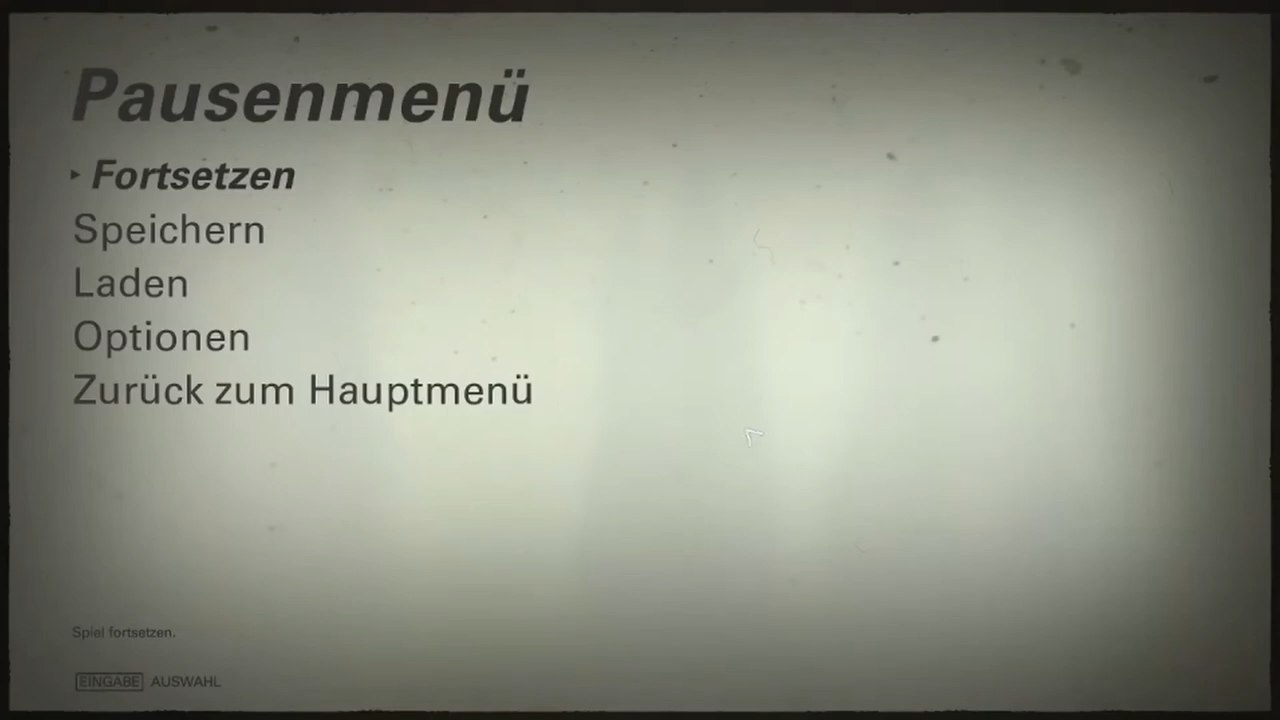 Pausenmenü
Fortsetzen
Speichern
Laden
Optionen
Zurück zum Hauptmenü
Spiel fortsetzen.
EINGABE AUSWAHL